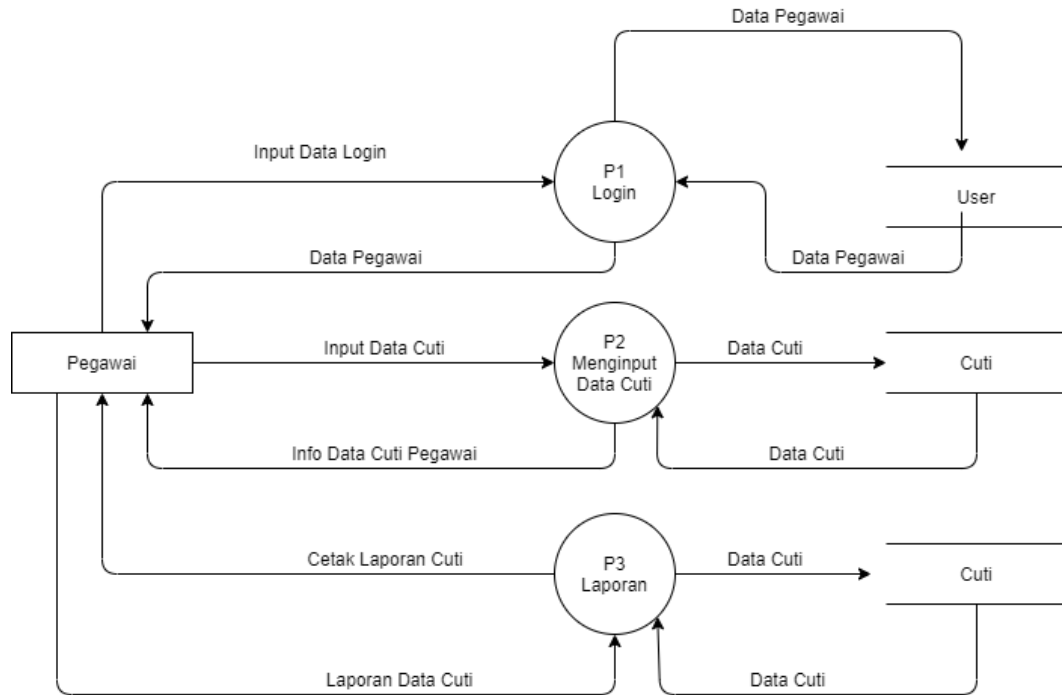 Data Pegawai
Input Data Login
P1
Login
User
Data Pegawai
Data Pegawai
Pegawai
Input Data Cuti
P2
Menginput
Data Cuti
Data Cuti
Cuti
Info Data Cuti Pegawai
Data Cuti
Cetak Laporan Cuti
P3
Laporan
Data Cuti
Cuti
Laporan Data Cuti
Data Cuti